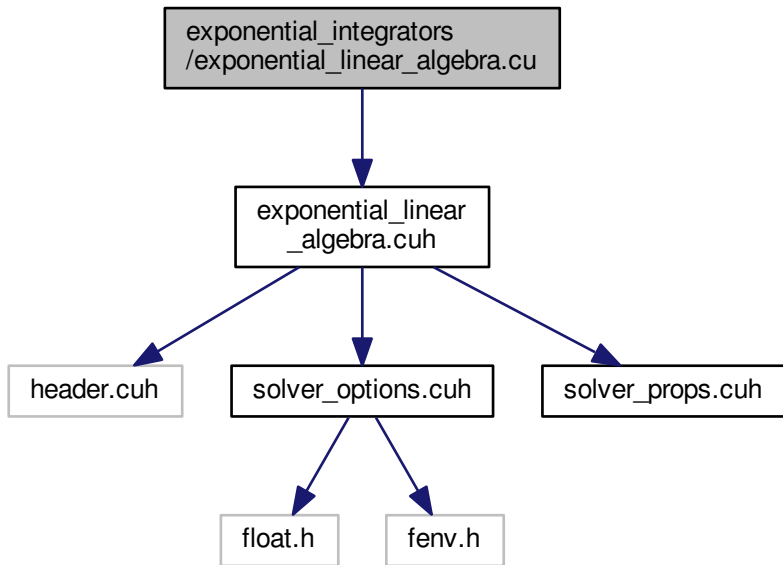 exponential_integrators
/exponential_linear_algebra.cu
exponential_linear
_algebra.cuh
header.cuh
solver_options.cuh
solver_props.cuh
float.h
fenv.h